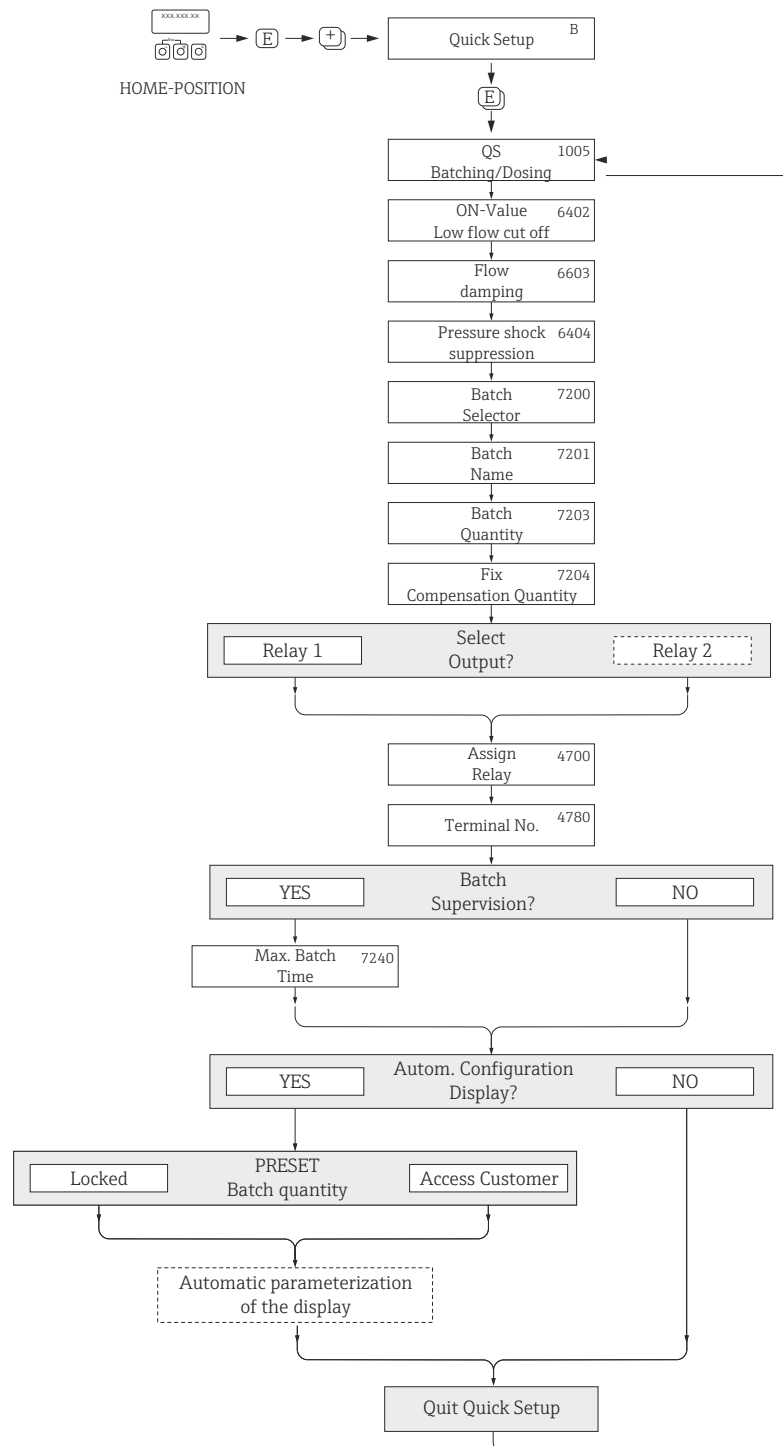 xxx.xxx.xx
Esc
E
+
HOME-POSITION
Quick Setup
B
E
QS 1005
Batching/Dosing
ON-Value 6402
Low flow cut off
Flow 6603
damping
Pressure shock 6404
suppression
Batch 7200
Selector
Batch 7201
Name
Batch 7203
Quantity
Fix 7204
Compensation Quantity
Select
Output?
Relay 1
Relay 2
Assign 4700
Relay
Terminal No. 4780
YES
Batch
Supervision?
NO
Max. Batch 7240
Time
YES
Autom. Configuration
Display?
NO
Locked
PRESET
Batch quantity
Access Customer
Automatic parameterization
of the display
Quit Quick Setup